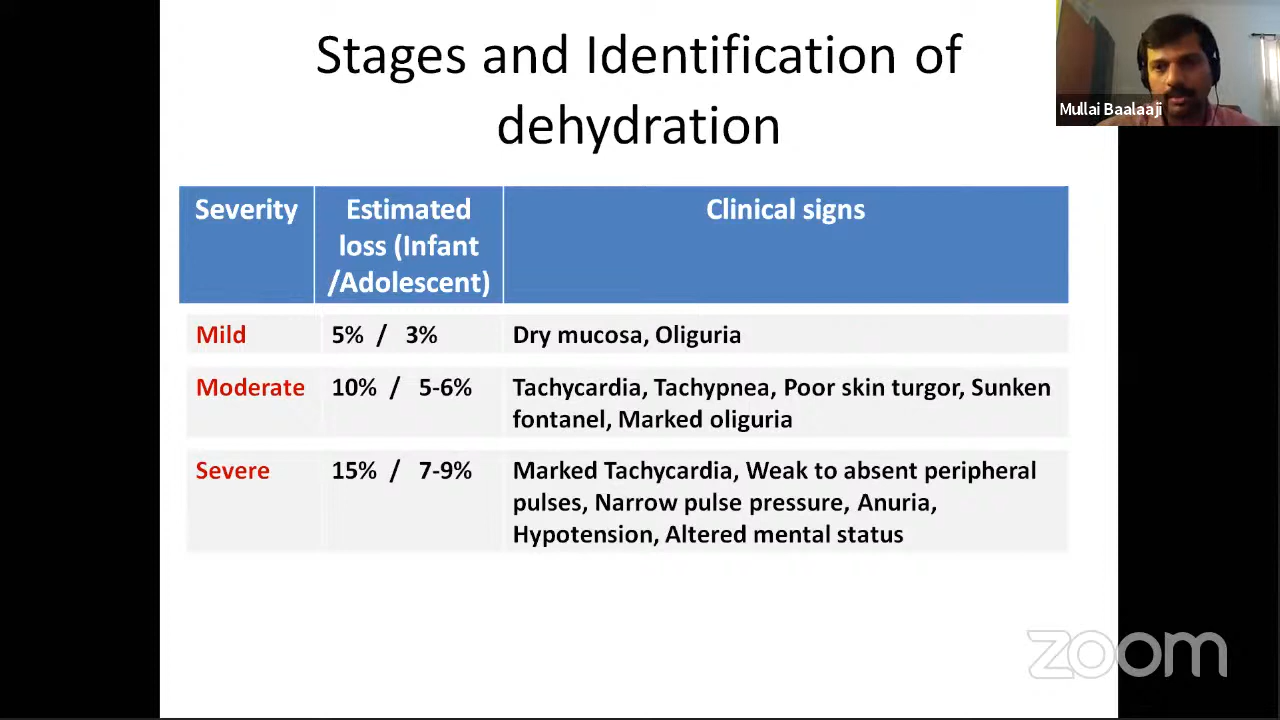 Stages and Identification of
dehydration
Mullai Baalaaji
Severity
Estimated
loss (Infant
/Adolescent)
Clinical signs
Mild
5% / 3%
Dry mucosa, Oliguria
Moderate
10% / 5-6%
Tachycardia, Tachypnea, Poor skin turgor, Sunken
fontanel, Marked oliguria
Severe
15% / 7-9%
Marked Tachycardia, Weak to absent peripheral
pulses, Narrow pulse pressure, Anuria,
Hypotension, Altered mental status
zoom